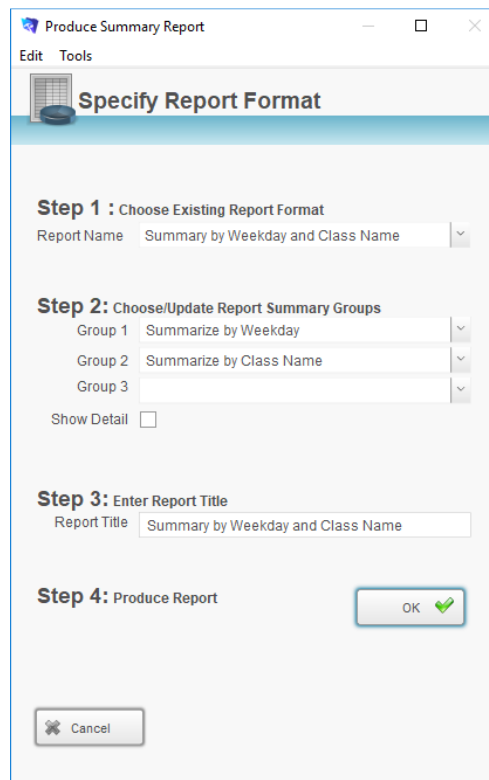 Produce Summary Report
Edit Tools
Specify Report Format
Step 1 : Choose Existing Report Format
Report Name Summary by Weekday and Class Name
Step 2: Choose/Update Report Summary Groups
Group 1 Summarize by Weekday
Group 2 Summarize by Class Name
Group 3
Show Detail
Step 3: Enter Report Title
Report Title Summary by Weekday and Class Name
Step 4: Produce Report
OK
Cancel